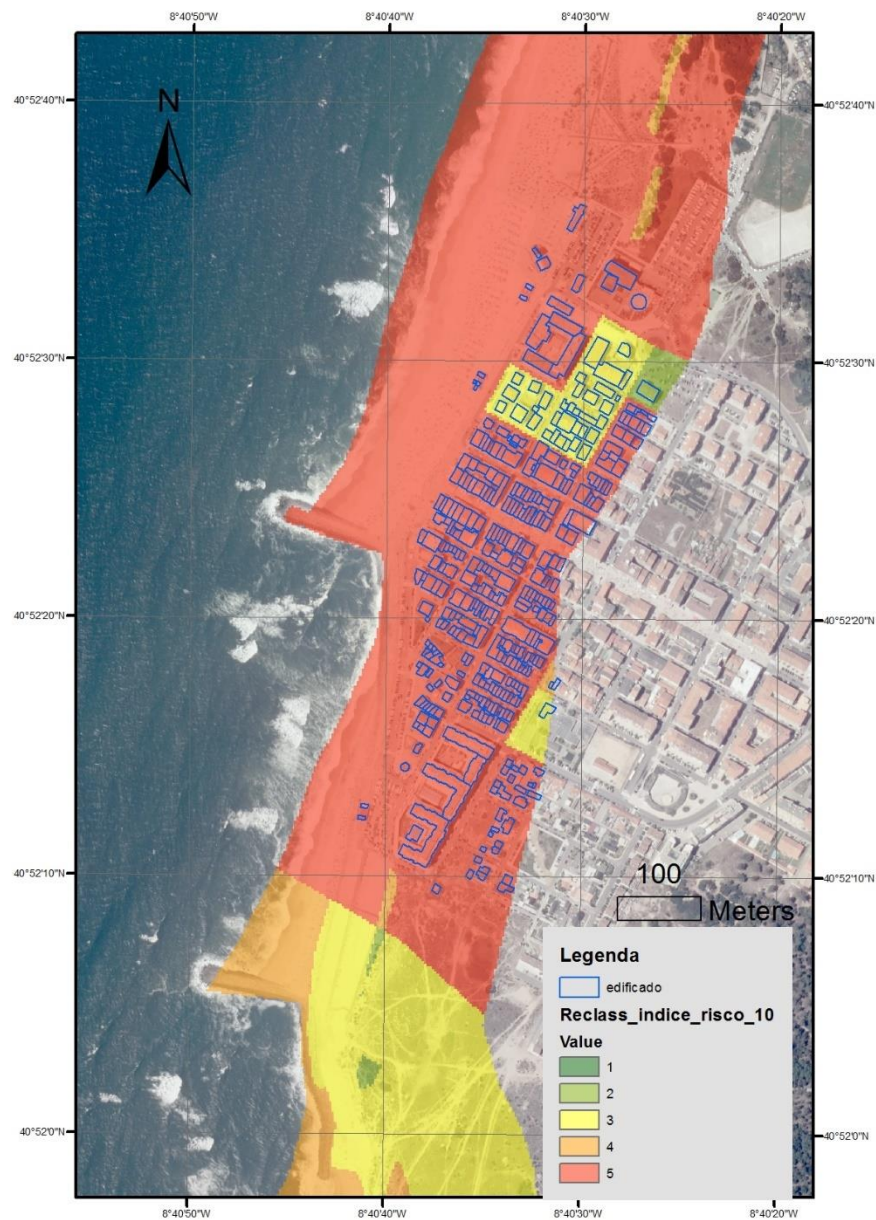 8°40'50"W 8°40'40"W 8°40'30"W 8°40'20"W
N
40°52'40"N 40°52'40"N
40°52'30"N 40°52'30"N
40°52'20"N 40°52'20"N
40°52'10"N 40°52'10"N
100
Meters
Legenda
edificado
Reclass_indice_risco_10
Value
1
2
3
4
5
40°52'0"N 40°52'0"N
8°40'50"W 8°40'40"W 8°40'30"W 8°40'20"W